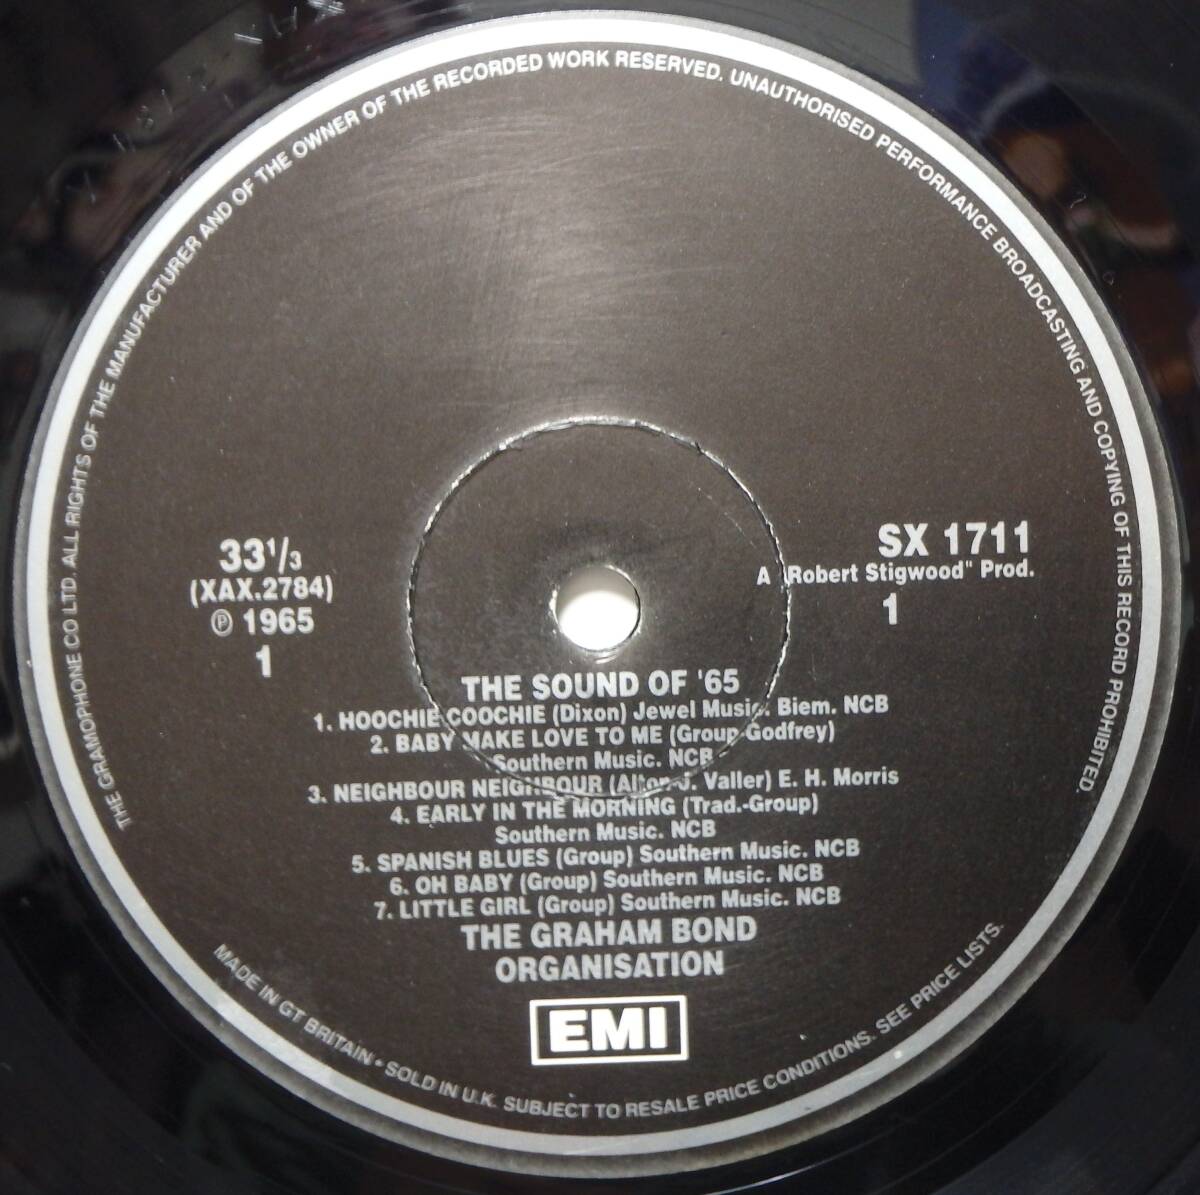 THE GRAMOPHONE CO LTD. ALL RIGHTS OF THE MANUFACTURER AND OF THE OWNER OF THE RECORDED WORK RESERVED. UNAUTHORISED PERFORMANCE BROADCASTING AND COPYING OF THIS RECORD PROHIBITED.
33 1/3
(XAX.2784)
℗ 1965
1
SX 1711
A "Robert Stigwood" Prod.
1
THE SOUND OF '65
1. HOOCHIE COOCHIE (Dixon) Jewel Music. Biem. NCB
2. BABY MAKE LOVE TO ME (Group-Godfrey)
Southern Music. NCB
3. NEIGHBOUR NEIGHBOUR (Alton-J. Valler) E. H. Morris
4. EARLY IN THE MORNING (Trad.-Group)
Southern Music. NCB
5. SPANISH BLUES (Group) Southern Music. NCB
6. OH BABY (Group) Southern Music. NCB
7. LITTLE GIRL (Group) Southern Music. NCB
THE GRAHAM BOND
ORGANISATION
EMI
MADE IN GT BRITAIN • SOLD IN U.K. SUBJECT TO RESALE PRICE CONDITIONS. SEE PRICE LISTS.